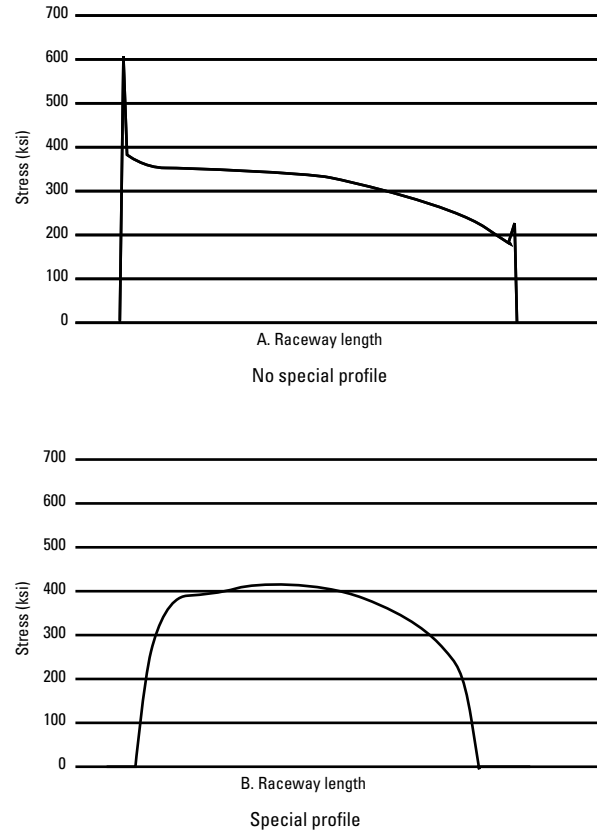 700
600
500
400
300
200
100
0
Stress (ksi)
A. Raceway length
No special profile
700
600
500
400
300
200
100
0
Stress (ksi)
B. Raceway length
Special profile